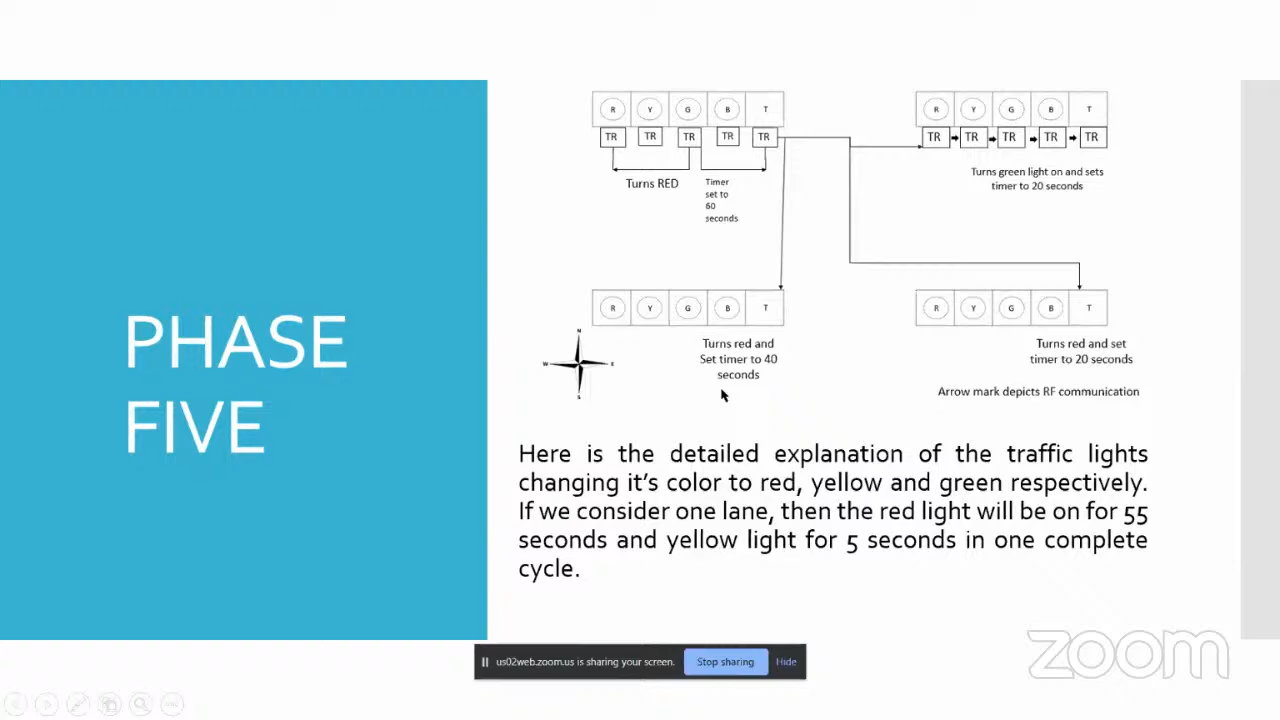 PHASE
FIVE
R Y G B T
TR TR TR TR TR
Turns RED
Timer
set to
60
seconds
R Y G B T
TR TR TR TR TR
Turns green light on and sets
timer to 20 seconds
R Y G B T
Turns red and
Set timer to 40
seconds
R Y G B T
Turns red and set
timer to 20 seconds
N
W E
S
Arrow mark depicts RF communication
Here is the detailed explanation of the traffic lights
changing it's color to red, yellow and green respectively.
If we consider one lane, then the red light will be on for 55
seconds and yellow light for 5 seconds in one complete
cycle.
zoom
us02web.zoom.us is sharing your screen.
Stop sharing
Hide